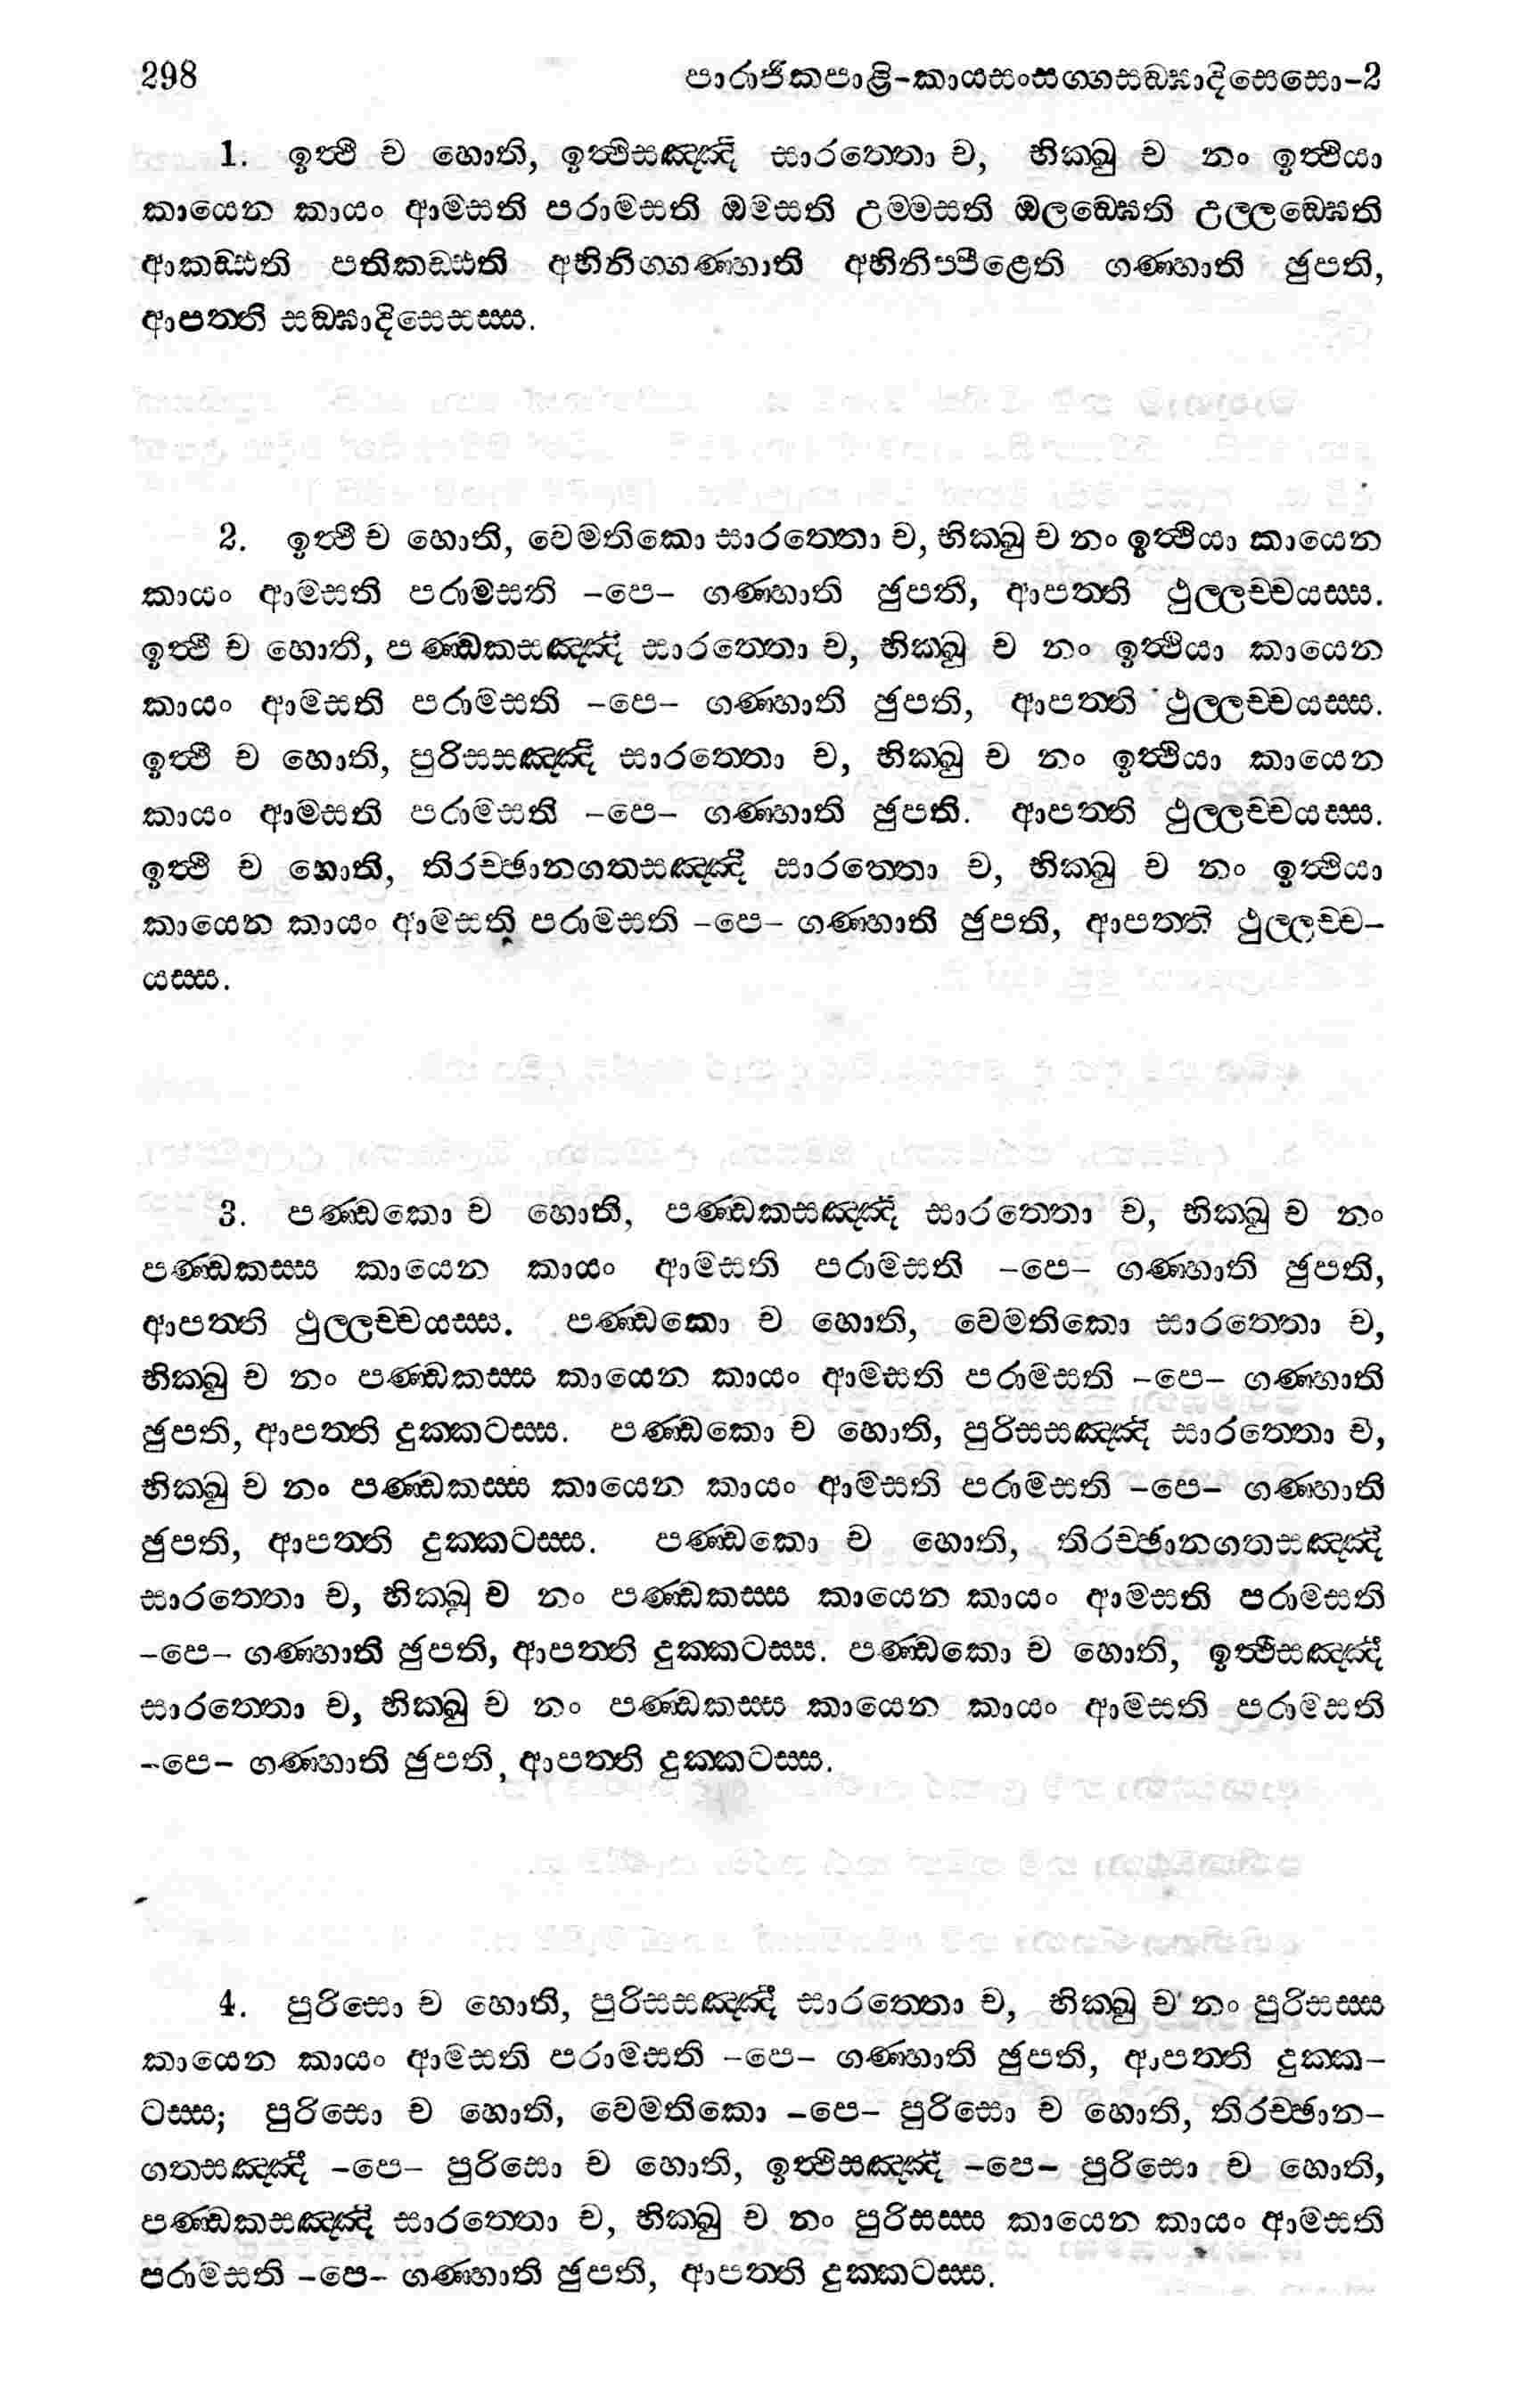 298 පාරාජිකපාළි-කායසංසග්ගසඞ්ඝාදිසෙසො-2
1. ඉත්ථි ච හොති, ඉත්ථිසඤ්ඤි සාරත්තො ච, භික්ඛු ච නං ඉත්ථියා
කායෙන කායං ආමසති පරාමසති ඔමසති උම්මසති ඔලඞ්ඝෙති උල්ලඞ්ඝෙති
ආකඩ්ඪති පතිකඩ්ඪති අභිනිග්ගණ්හාති අභිනිප්පීළෙති ගණ්හාති ඡුපති,
ආපත්ති සඞ්ඝාදිසෙසස්ස.
2. ඉත්ථි ච හොති, වෙමතිකො සාරත්තො ච, භික්ඛු ච නං ඉත්ථියා කායෙන
කායං ආමසති පරාමසති -පෙ- ගණ්හාති ඡුපති, ආපත්ති ථුල්ලච්චයස්ස.
ඉත්ථි ච හොති, පණ්ඩකසඤ්ඤි සාරත්තො ච, භික්ඛු ච නං ඉත්ථියා කායෙන
කායං ආමසති පරාමසති -පෙ- ගණ්හාති ඡුපති, ආපත්ති ථුල්ලච්චයස්ස.
ඉත්ථි ච හොති, පුරිසසඤ්ඤි සාරත්තො ච, භික්ඛු ච නං ඉත්ථියා කායෙන
කායං ආමසති පරාමසති -පෙ- ගණ්හාති ඡුපති. ආපත්ති ථුල්ලච්චයස්ස.
ඉත්ථි ච හොති, තිරච්ඡානගතසඤ්ඤි සාරත්තො ච, භික්ඛු ච නං ඉත්ථියා
කායෙන කායං ආමසති පරාමසති -පෙ- ගණ්හාති ඡුපති, ආපත්ති ථුල්ලච්ච-
යස්ස.
3. පණ්ඩකො ච හොති, පණ්ඩකසඤ්ඤි සාරත්තො ච, භික්ඛු ච නං
පණ්ඩකස්ස කායෙන කායං ආමසති පරාමසති -පෙ- ගණ්හාති ඡුපති,
ආපත්ති ථුල්ලච්චයස්ස. පණ්ඩකො ච හොති, වෙමතිකො සාරත්තො ච,
භික්ඛු ච නං පණ්ඩකස්ස කායෙන කායං ආමසති පරාමසති -පෙ- ගණ්හාති
ඡුපති, ආපත්ති දුක්කටස්ස. පණ්ඩකො ච හොති, පුරිසසඤ්ඤි සාරත්තො ච,
භික්ඛු ච නං පණ්ඩකස්ස කායෙන කායං ආමසති පරාමසති -පෙ- ගණ්හාති
ඡුපති, ආපත්ති දුක්කටස්ස. පණ්ඩකො ච හොති, තිරච්ඡානගතසඤ්ඤි
සාරත්තො ච, භික්ඛු ච නං පණ්ඩකස්ස කායෙන කායං ආමසති පරාමසති
-පෙ- ගණ්හාති ඡුපති, ආපත්ති දුක්කටස්ස. පණ්ඩකො ච හොති, ඉත්ථිසඤ්ඤි
සාරත්තො ච, භික්ඛු ච නං පණ්ඩකස්ස කායෙන කායං ආමසති පරාමසති
-පෙ- ගණ්හාති ඡුපති, ආපත්ති දුක්කටස්ස.
4. පුරිසො ච හොති, පුරිසසඤ්ඤී සාරත්තො ච, භික්ඛු ච නං පුරිසස්ස
කායෙන කායං ආමසති පරාමසති -පෙ- ගණ්හාති ඡුපති, ආපත්ති දුක්ක-
ටස්ස; පුරිසො ච හොති, වෙමතිකො -පෙ- පුරිසො ච හොති, තිරච්ඡාන-
ගතසඤ්ඤී -පෙ- පුරිසො ච හොති, ඉත්ථිසඤ්ඤි -පෙ- පුරිසො ච හොති,
පණ්ඩකසඤ්ඤි සාරත්තො ච, භික්ඛු ච නං පුරිසස්ස කායෙන කායං ආමසති
පරාමසති -පෙ- ගණ්හාති ඡුපති, ආපත්ති දුක්කටස්ස.